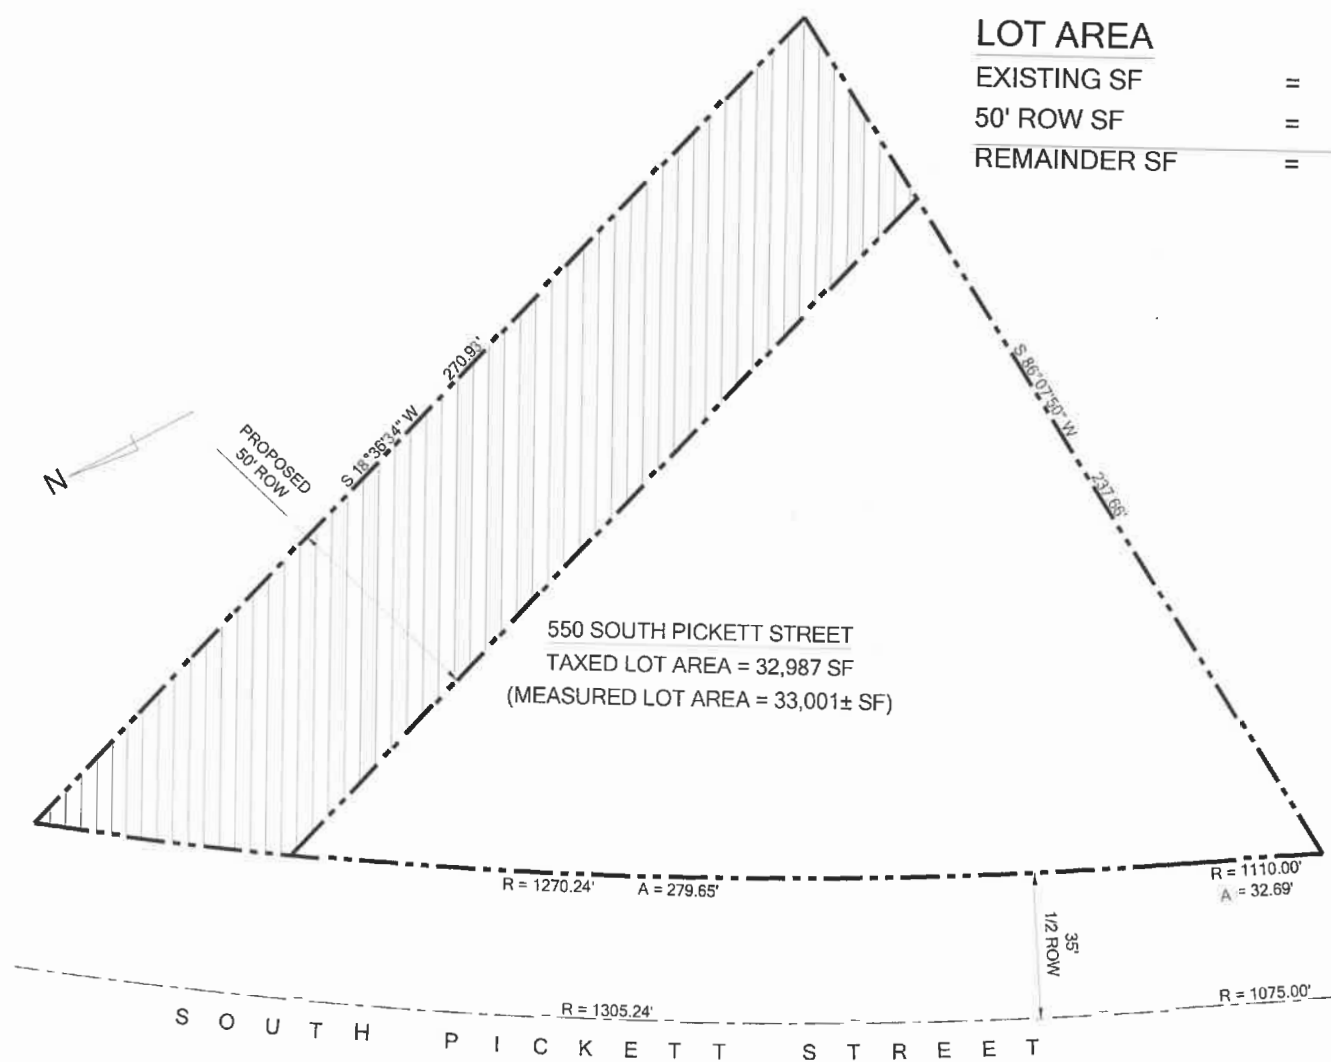 LOT AREA
EXISTING SF =
50' ROW SF =
REMAINDER SF =
270.93'
S 18°36'34" W
PROPOSED
50' ROW
N
S 86°07'50" W
237.66'
550 SOUTH PICKETT STREET
TAXED LOT AREA = 32,987 SF
(MEASURED LOT AREA = 33,001± SF)
R = 1270.24' A = 279.65'
R = 1110.00'
A = 32.69'
35'
1/2 ROW
R = 1305.24'
R = 1075.00'
SOUTH PICKETT STREET